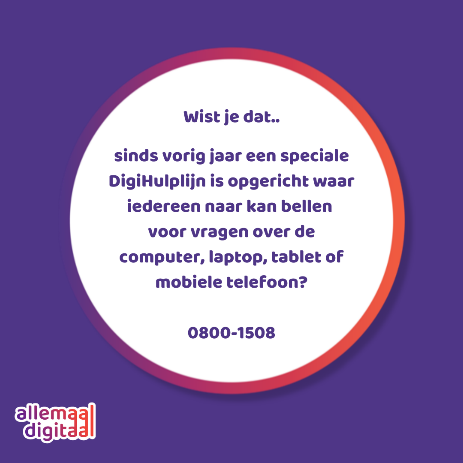 Wist je dat..
sinds vorig jaar een speciale
DigiHulplijn is opgericht waar
iedereen naar kan bellen
voor vragen over de
computer, laptop, tablet of
mobiele telefoon?
0800-1508
allemaal
digitaal